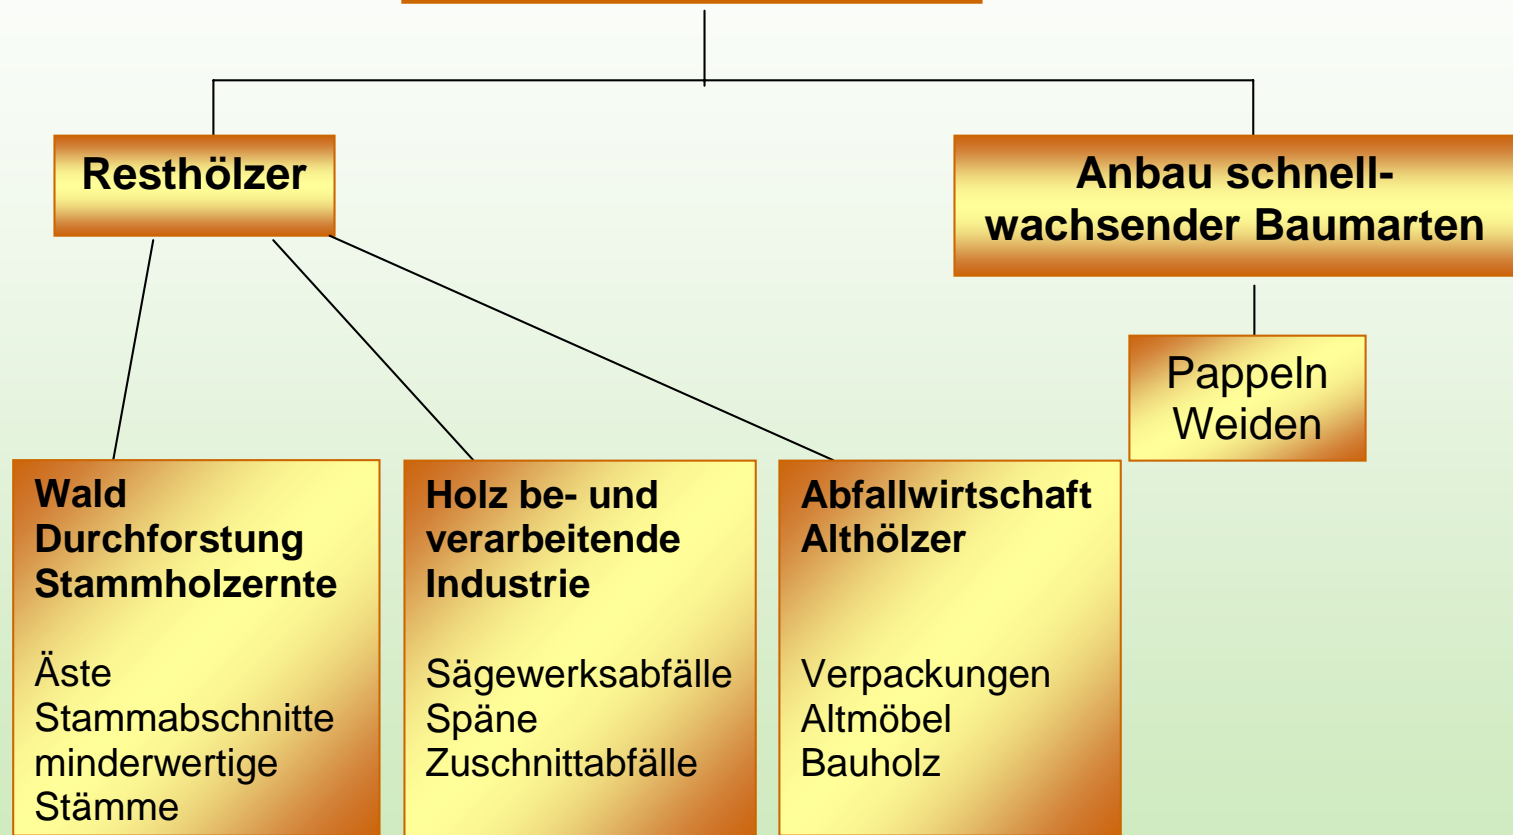 Resthölzer
Anbau schnell-
wachsender Baumarten
Pappeln
Weiden
Wald
Durchforstung
Stammholzernte
Äste
Stammabschnitte
minderwertige
Stämme
Holz be- und
verarbeitende
Industrie
Sägewerksabfälle
Späne
Zuschnittabfälle
Abfallwirtschaft
Althölzer
Verpackungen
Altmöbel
Bauholz